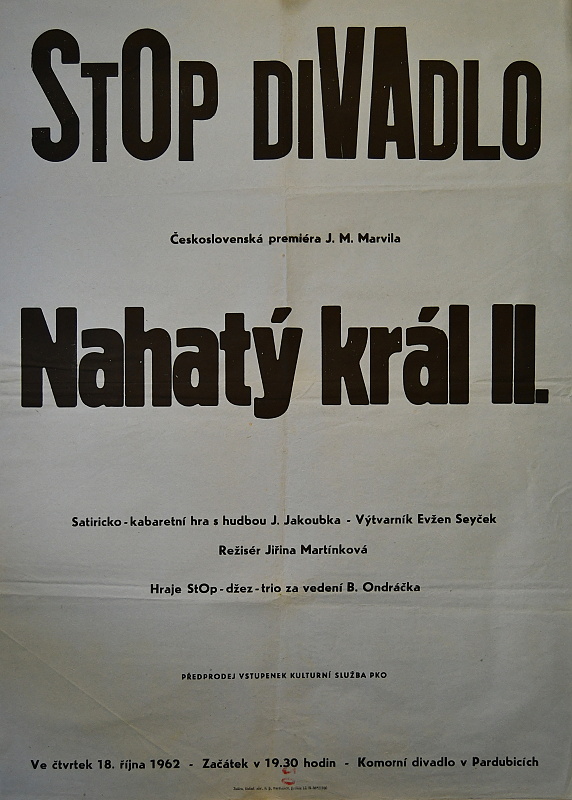 STOP DIVADLO
Československá premiéra J. M. Marvila
Nahatý král II.
Satiricko-kabaretní hra s hudbou J. Jakoubka - Výtvarník Evžen Seyček
Režisér Jiřina Martínková
Hraje StOp-džez-trio za vedení B. Ondráčka
PŘEDPRODEJ VSTUPENEK KULTURNÍ SLUŽBA PKO
Ve čtvrtek 18. října 1962 - Začátek v 19.30 hodin - Komorní divadlo v Pardubicích